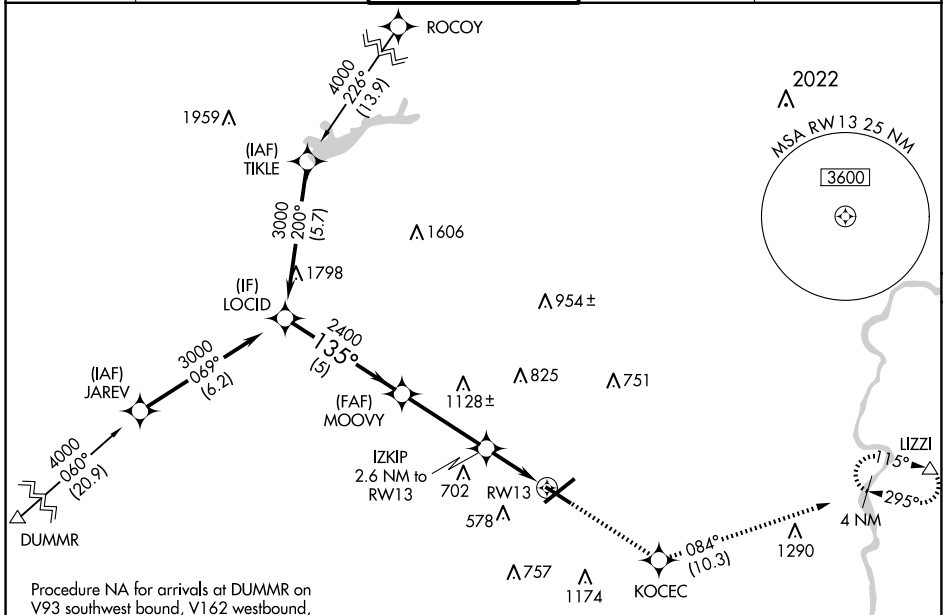 ROCOY
4000
226°
(13.9)
2022
1959
MSA RW13 25 NM
3600
(IAF)
TIKLE
3000
200°
(5.7)
1606
1798
(IF)
LOCID
954 ±
2400
135°
(5)
3000
069°
(6.2)
(IAF)
JAREV
825
751
1128 ±
(FAF)
MOOVY
4000
060°
(20.9)
IZKIP
2.6 NM to
RW13
702
RW13
578
LIZZI
115°
295°
4 NM
DUMMR
084°
(10.3)
1290
KOCEC
757
1174
Procedure NA for arrivals at DUMMR on
V93 southwest bound, V162 westbound,